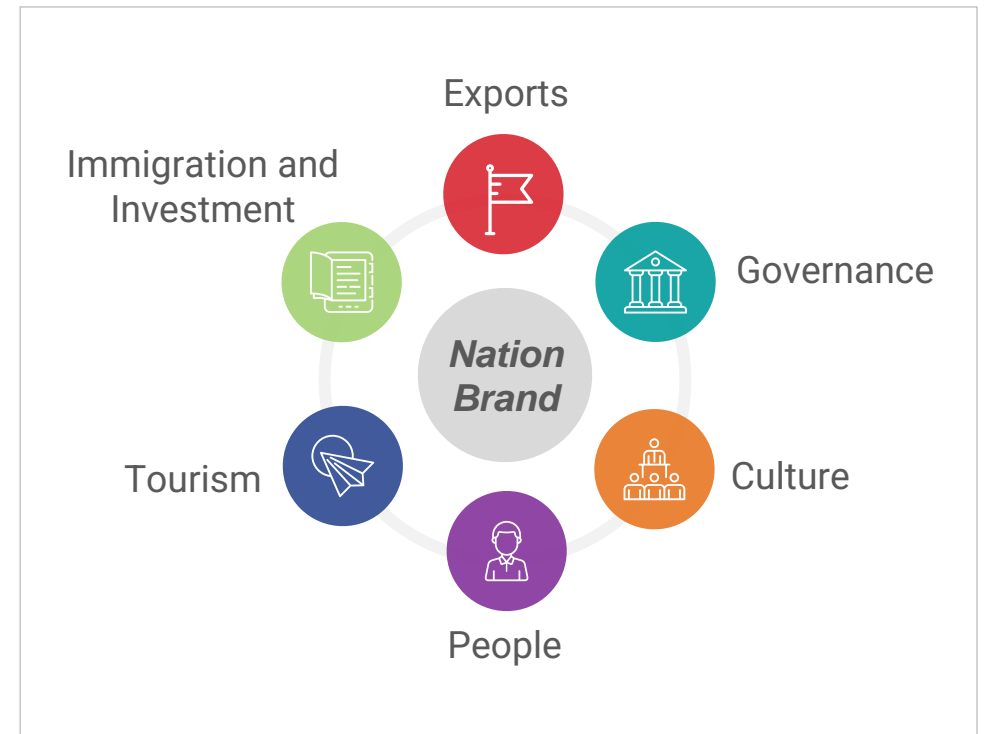 Exports
Immigration and
Investment
Governance
Nation
Brand
Tourism
Culture
People